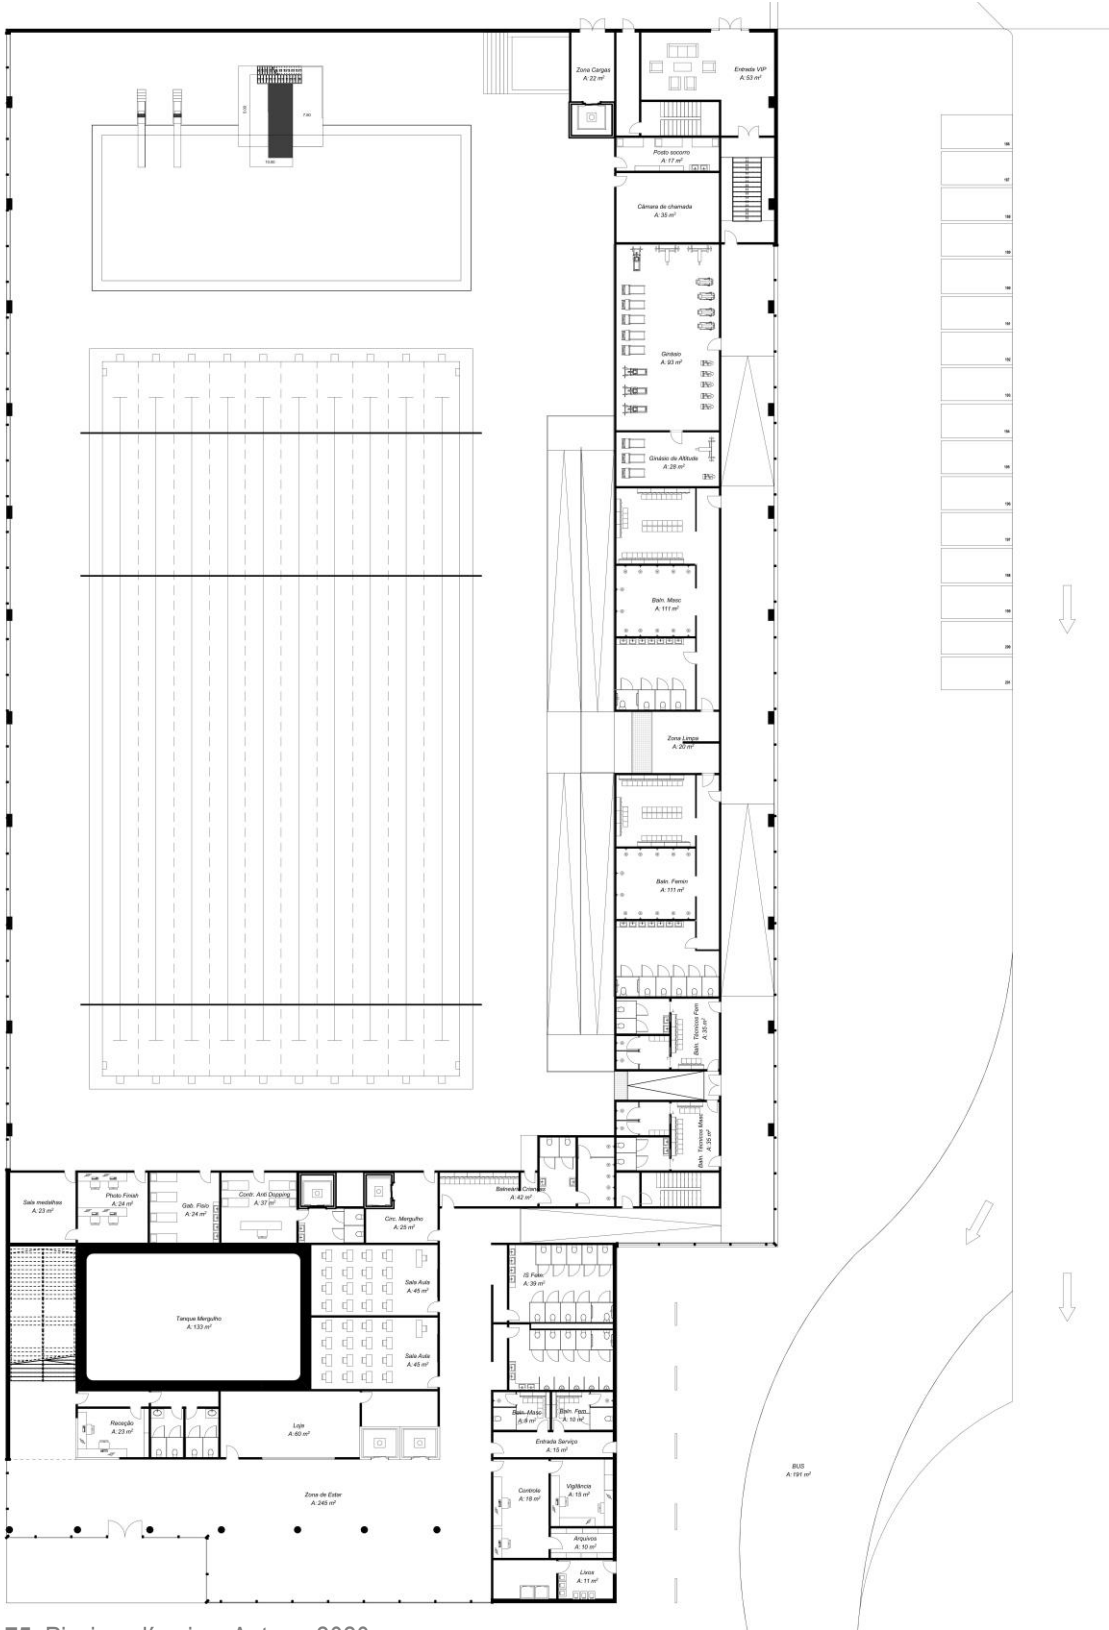 Zona Cargas
A: 22 m²
Entrada VIP
A: 53 m²
Posto socorro
A: 17 m²
Câmara de chamada
A: 35 m²
Ginásio
A: 93 m²
Ginásio de Altitude
A: 28 m²
Baln. Masc
A: 111 m²
Zona Limpa
A: 20 m²
Baln. Femin
A: 111 m²
Baln. Técnicos Fem
A: 35 m²
Baln. Técnicos Masc
A: 35 m²
Sala medalhas
A: 23 m²
Photo Finish
A: 24 m²
Gab. Fisio
A: 24 m²
Contr. Anti Dopping
A: 37 m²
Circ. Mergulho
A: 25 m²
A: 42 m²
IS Fem
A: 39 m²
Sala Aula
A: 45 m²
Tanque Mergulho
A: 133 m²
Sala Aula
A: 45 m²
Receção
A: 23 m²
Loja
A: 60 m²
Baln. Masc
Baln. Fem
A: 10 m²
Entrada Serviço
A: 15 m²
Zona de Estar
A: 245 m²
Controla
A: 18 m²
Vigilância
A: 15 m²
Arquivos
A: 10 m²
Lixos
A: 11 m²
BUS
A: 191 m²